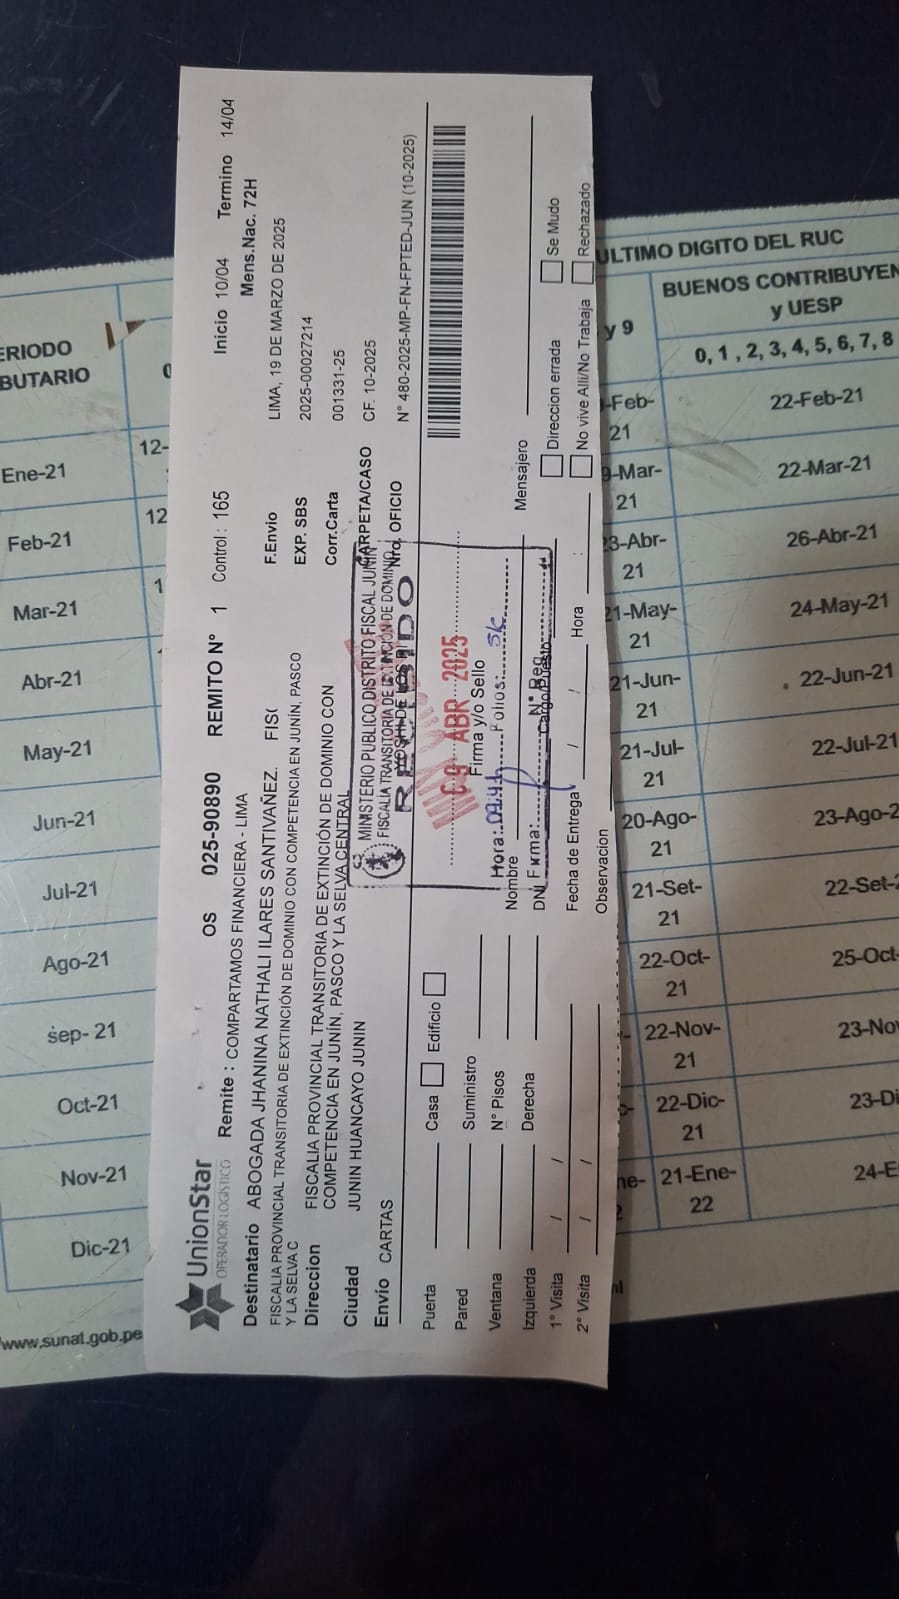 UnionStar
OPERADOR LOGISTICO
OS 025-90890 REMITO N° 1 Control : 165 Inicio 10/04 Termino 14/04
Remite : COMPARTAMOS FINANCIERA - LIMA Mens.Nac. 72H
Destinatario ABOGADA JHANINA NATHALI ILARES SANTIVAÑEZ. FIS(
FISCALIA PROVINCIAL TRANSITORIA DE EXTINCIÓN DE DOMINIO CON COMPETENCIA EN JUNÍN, PASCO
Y LA SELVA C
Direccion FISCALIA PROVINCIAL TRANSITORIA DE EXTINCIÓN DE DOMINIO CON
COMPETENCIA EN JUNÍN, PASCO Y LA SELVA CENTRAL
Ciudad JUNIN HUANCAYO JUNIN
Envío CARTAS
F.Envio LIMA, 19 DE MARZO DE 2025
EXP. SBS 2025-00027214
Corr.Carta 001331-25
CARPETA/CASO CF. 10-2025
Nro. OFICIO N° 480-2025-MP-FN-FPTED-JUN (10-2025)
MINISTERIO PUBLICO DISTRITO FISCAL JUNIN
FISCALÍA TRANSITORIA DE EXTINCIÓN DE DOMINIO
RECIBIDO
09 ABR 2025
Firma y/o Sello
Hora: Folios:
Firma: N° Reg
Puerta Casa Edificio
Pared Suministro
Ventana N° Pisos Nombre Mensajero
Izquierda Derecha DNI Cargo/Puesto Direccion errada Se Mudo
1° Visita / / Fecha de Entrega / / Hora : No vive Alli/No Trabaja Rechazado
2° Visita / / Observacion
ERIODO
BUTARIO
Ene-21
Feb-21
Mar-21
Abr-21
May-21
Jun-21
Jul-21
Ago-21
sep- 21
Oct-21
Nov-21
Dic-21
www.sunat.gob.pe
12-
12
1
ULTIMO DIGITO DEL RUC
y 9
BUENOS CONTRIBUYEN
y UESP
0, 1 , 2, 3, 4, 5, 6, 7, 8
-Feb-
21
22-Feb-21
-Mar-
21
22-Mar-21
-Abr-
21
26-Abr-21
21-May-
21
24-May-21
21-Jun-
21
22-Jun-21
21-Jul-
21
22-Jul-21
20-Ago-
21
23-Ago-2
21-Set-
21
22-Set-
22-Oct-
21
25-Oct-
22-Nov-
21
23-Nov
22-Dic-
21
23-Di
21-Ene-
22
24-E